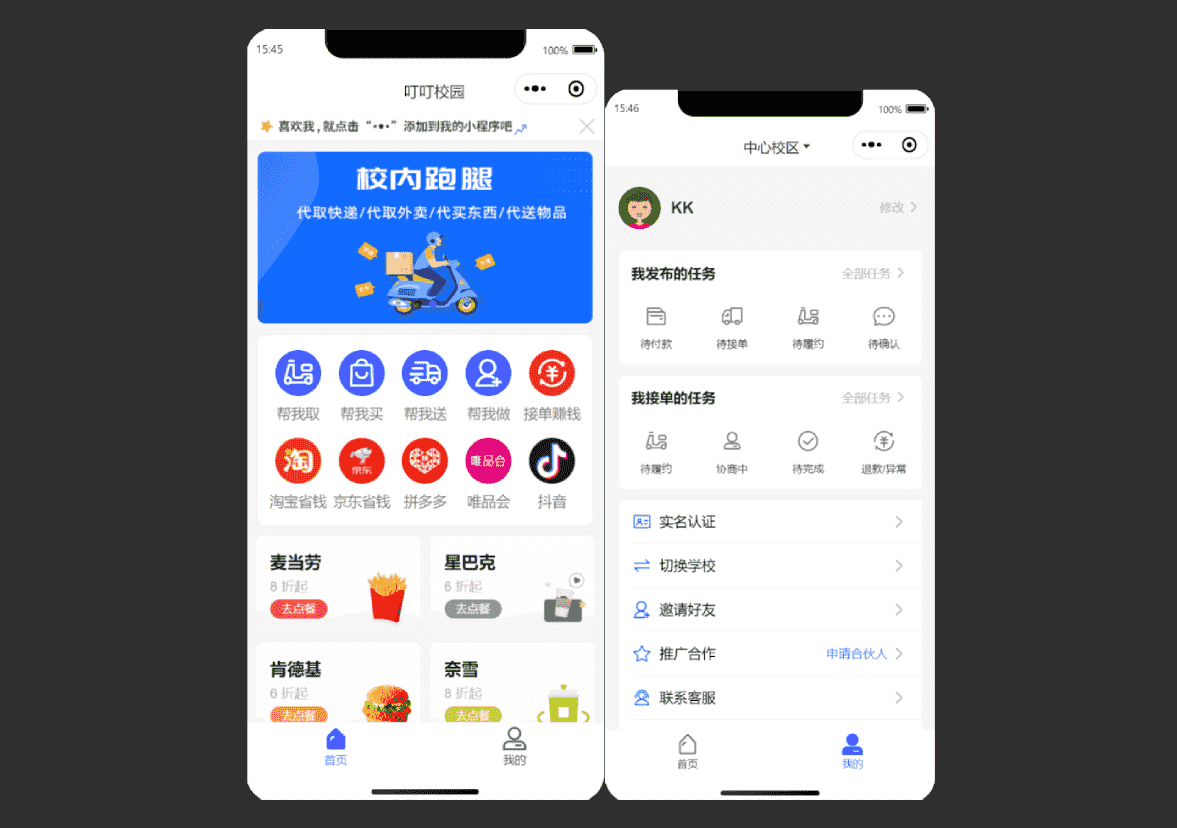 15:45
100%
叮叮校园
喜欢我,就点击“•●•”添加到我的小程序吧
校内跑腿
代取快递/代取外卖/代买东西/代送物品
帮我取 帮我买 帮我送 帮我做 接单赚钱
淘 京东 唯品会
淘宝省钱 京东省钱 拼多多 唯品会 抖音
麦当劳
8 折起
去点餐
星巴克
8 折起
去点餐
肯德基
6 折起
去点餐
奈雪
8 折起
去点餐
首页 我的
15:46
100%
中心校区
KK
修改
我发布的任务
全部任务
待付款 待接单 待履约 待确认
我接单的任务
全部任务
待履约 协商中 待完成 退款/异常
实名认证
切换学校
邀请好友
推广合作
申请合伙人
联系客服
首页 我的